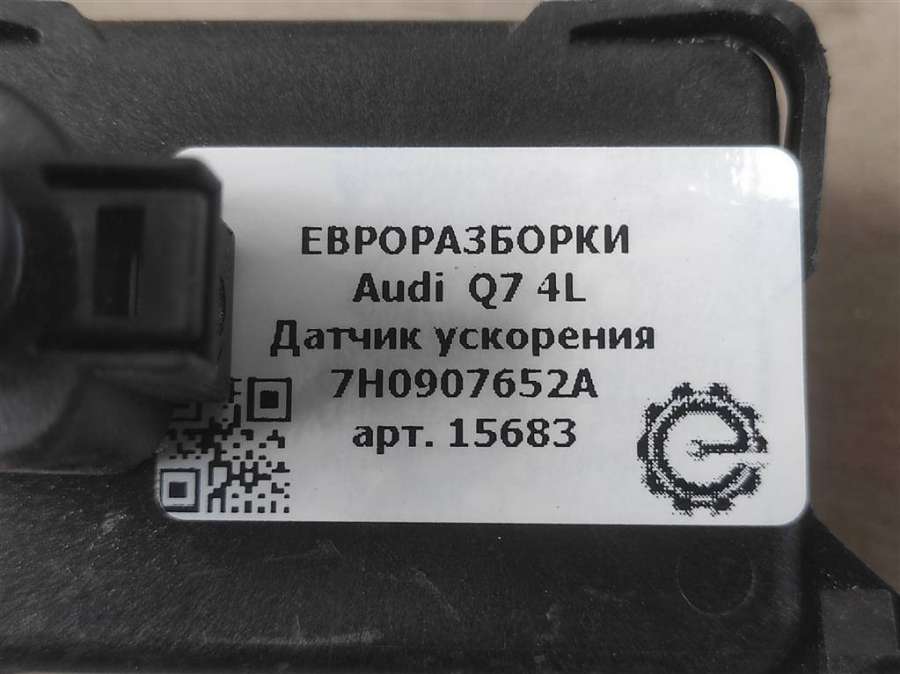 ЕВРОРАЗБОРКИ
Audi Q7 4L
Датчик ускорения
7H0907652A
арт. 15683